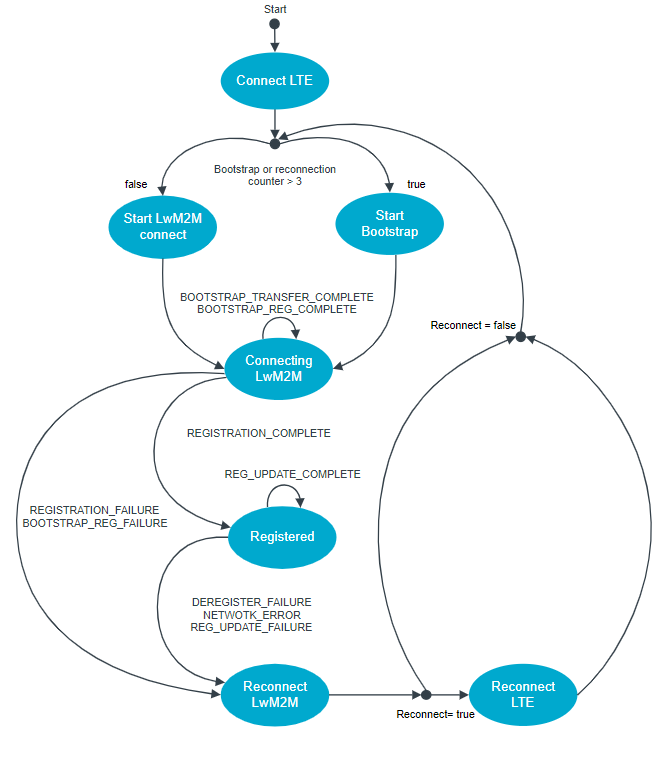 Start
Connect LTE
Bootstrap or reconnection
counter > 3
false
true
Start LwM2M
connect
Start
Bootstrap
BOOTSTRAP_TRANSFER_COMPLETE
BOOTSTRAP_REG_COMPLETE
Reconnect = false
Connecting
LwM2M
REGISTRATION_COMPLETE
REG_UPDATE_COMPLETE
REGISTRATION_FAILURE
BOOTSTRAP_REG_FAILURE
Registered
DEREGISTER_FAILURE
NETWOTK_ERROR
REG_UPDATE_FAILURE
Reconnect
LwM2M
Reconnect= true
Reconnect
LTE